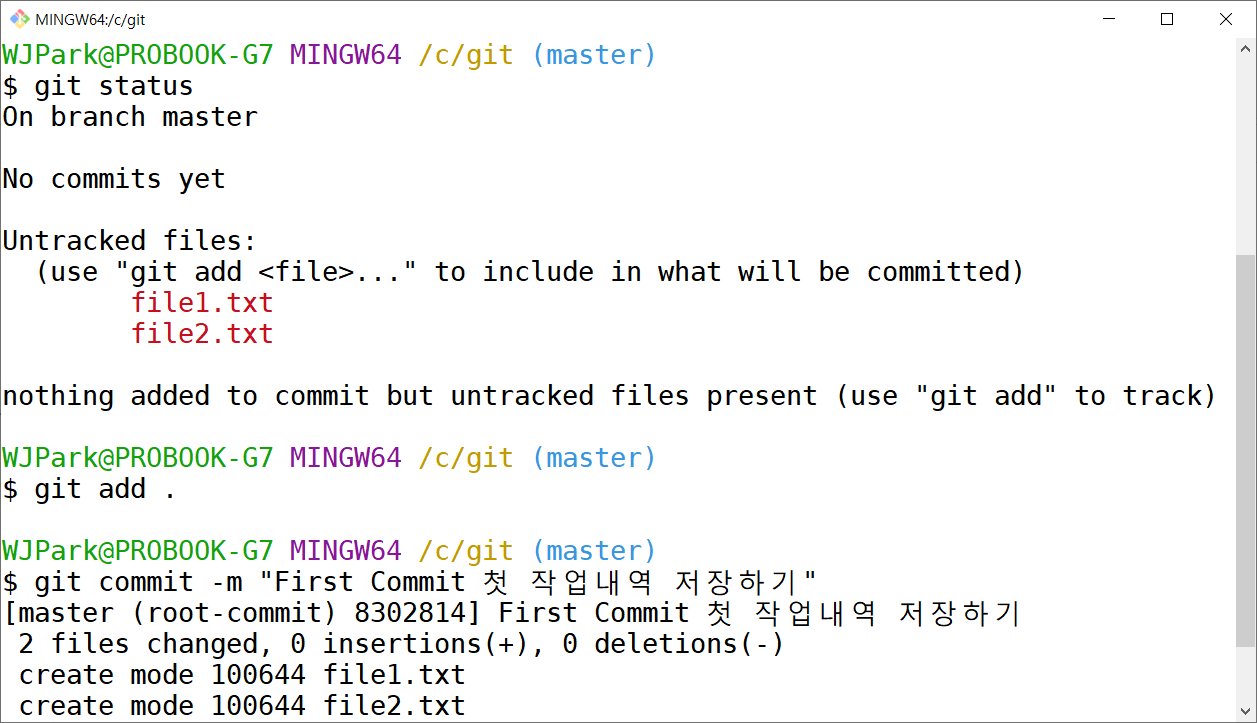 MINGW64:/c/git
WJPark@PROBOOK-G7 MINGW64 /c/git (master)
$ git status
On branch master
No commits yet
Untracked files:
  (use "git add <file>..." to include in what will be committed)
        file1.txt
        file2.txt
nothing added to commit but untracked files present (use "git add" to track)
WJPark@PROBOOK-G7 MINGW64 /c/git (master)
$ git add .
WJPark@PROBOOK-G7 MINGW64 /c/git (master)
$ git commit -m "First Commit 첫 작업내역 저장하기"
[master (root-commit) 8302814] First Commit 첫 작업내역 저장하기
 2 files changed, 0 insertions(+), 0 deletions(-)
 create mode 100644 file1.txt
 create mode 100644 file2.txt